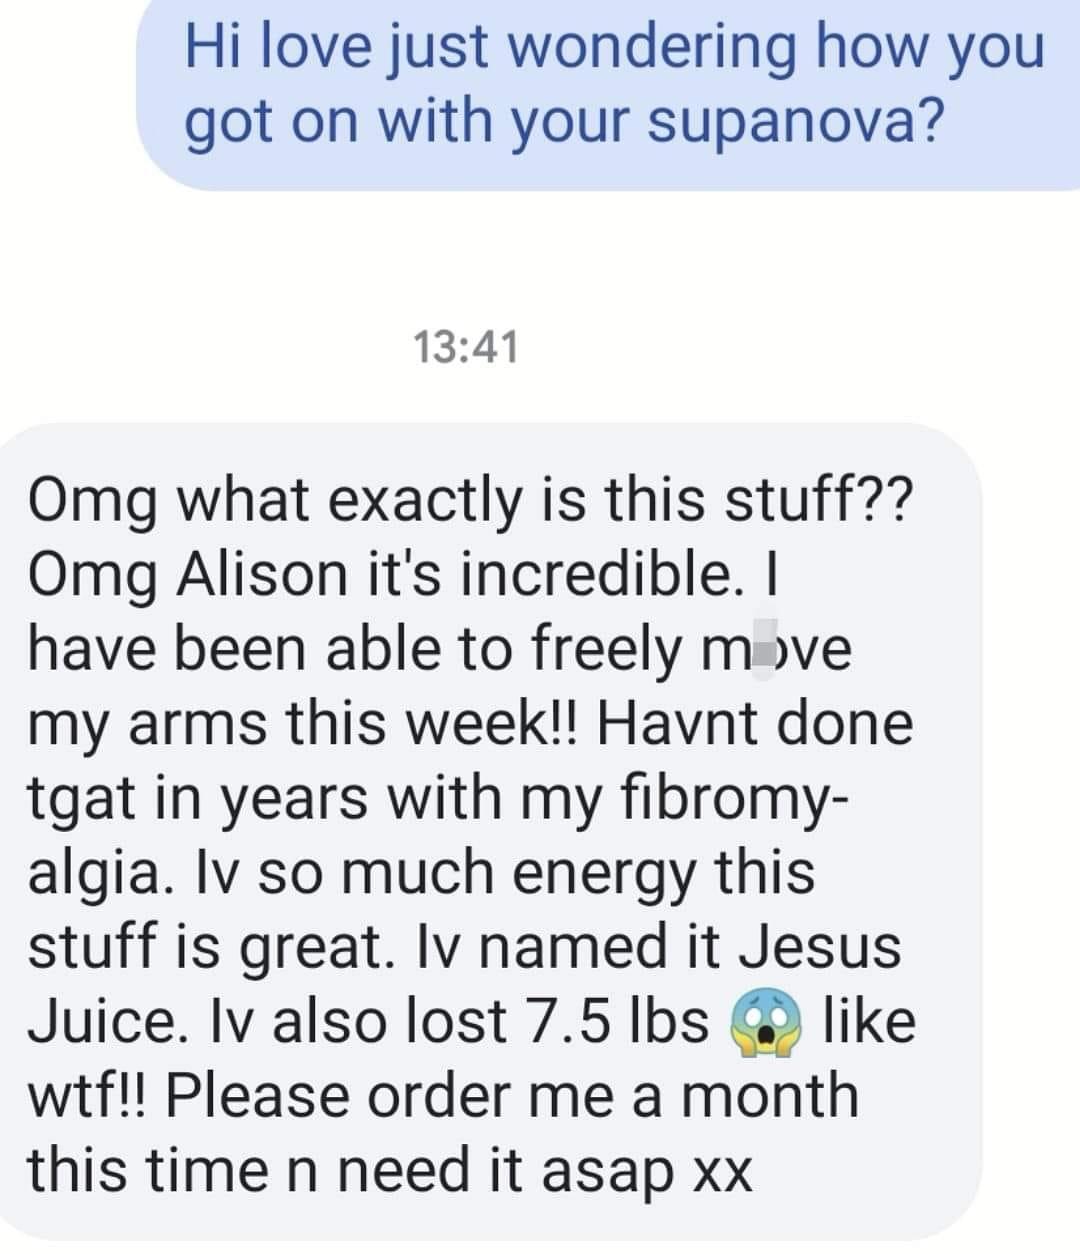 Hi love just wondering how you
got on with your supanova?
13:41
Omg what exactly is this stuff??
Omg Alison it's incredible. I
have been able to freely move
my arms this week!! Havnt done
tgat in years with my fibromy-
algia. Iv so much energy this
stuff is great. Iv named it Jesus
Juice. Iv also lost 7.5 lbs 😱 like
wtf!! Please order me a month
this time n need it asap xx